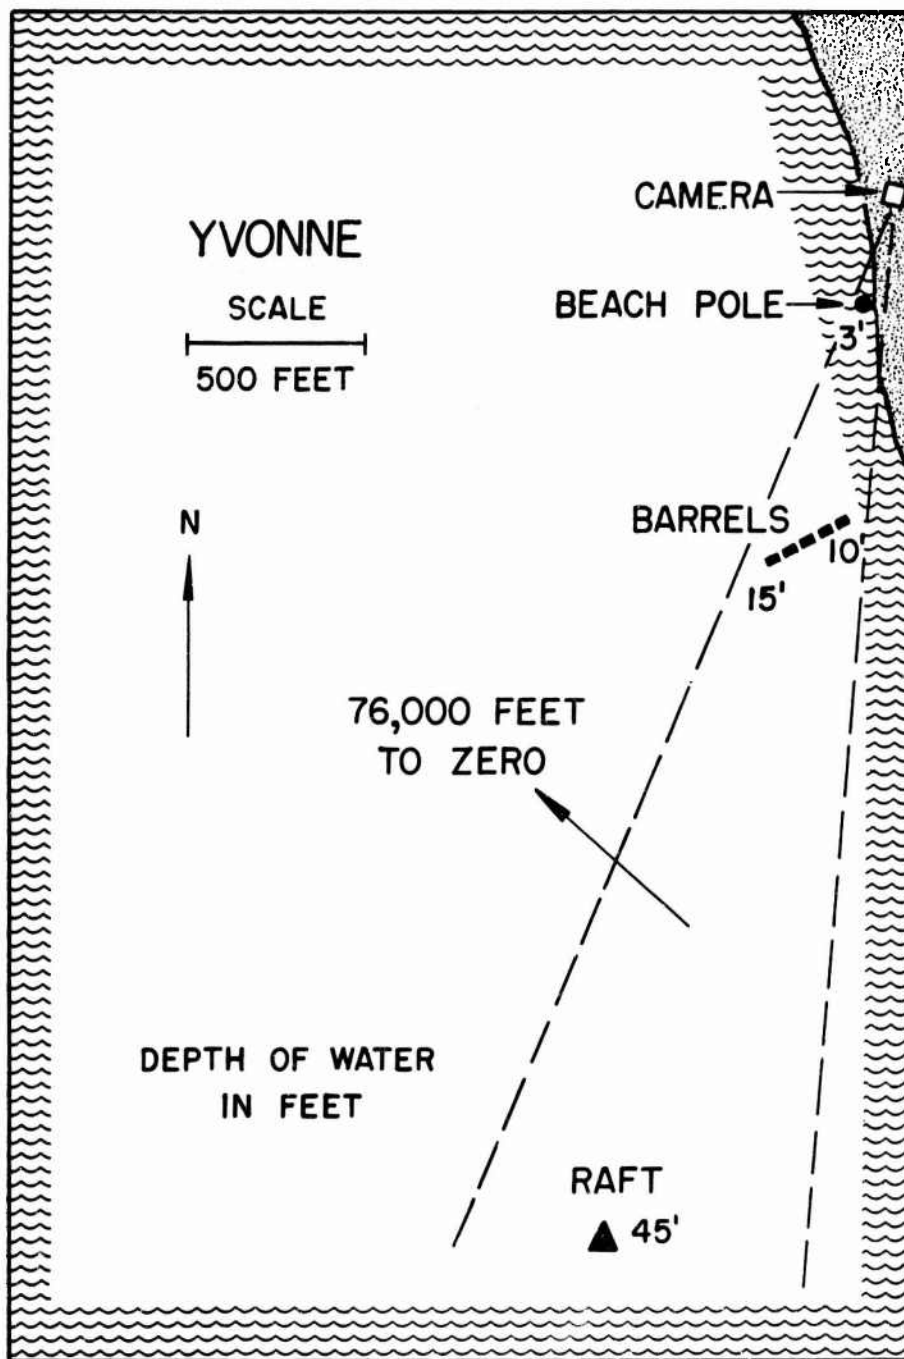 CAMERA
YVONNE
SCALE
500 FEET
BEACH POLE
3'
N
BARRELS
10'
15'
76,000 FEET
TO ZERO
DEPTH OF WATER
IN FEET
RAFT
45'